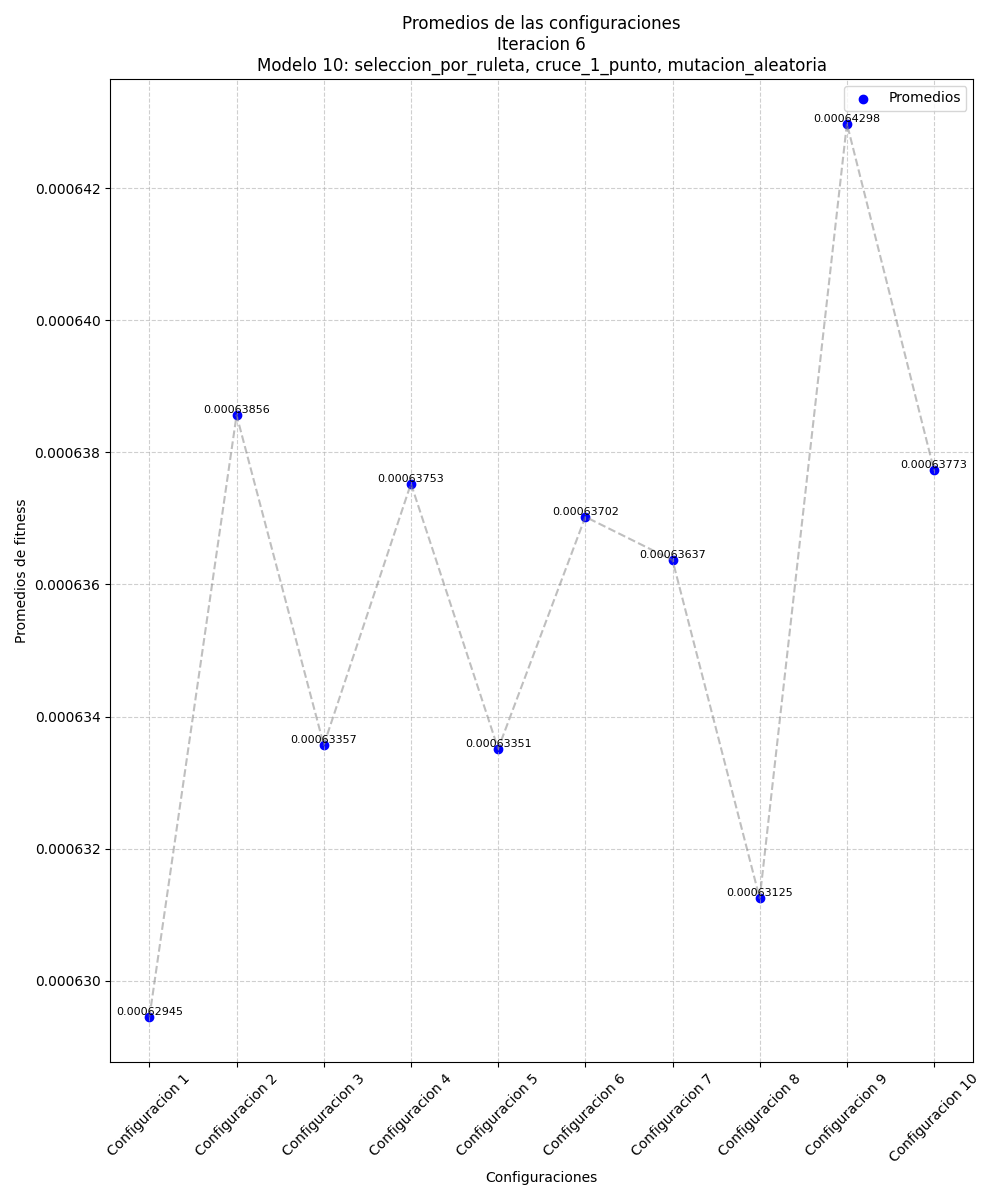 Promedios de las configuraciones
Iteracion 6
Modelo 10: seleccion_por_ruleta, cruce_1_punto, mutacion_aleatoria
Promedios
0.00064298
0.000642
0.000640
0.00063856
0.000638
0.00063773
0.00063753
0.00063702
0.00063637
0.000636
0.000634
0.00063357
0.00063351
0.000632
0.00063125
0.000630
0.00062945
Promedios de fitness
Configuracion 1
Configuracion 2
Configuracion 3
Configuracion 4
Configuracion 5
Configuracion 6
Configuracion 7
Configuracion 8
Configuracion 9
Configuracion 10
Configuraciones